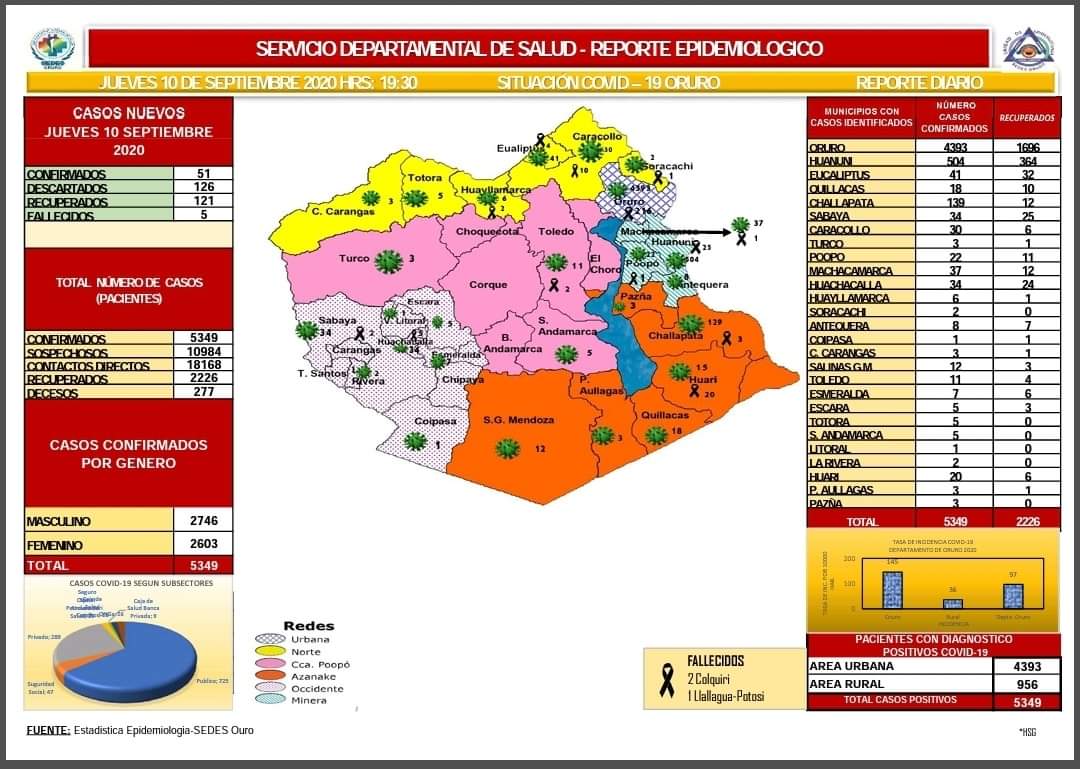 SERVICIO DEPARTAMENTAL DE SALUD - REPORTE EPIDEMIOLOGICO
JUEVES 10 DE SEPTIEMBRE 2020 HRS: 19:30 SITUACIÓN COVID – 19 ORURO REPORTE DIARIO
CASOS NUEVOS
JUEVES 10 SEPTIEMBRE
2020
CONFIRMADOS 51
DESCARTADOS 126
RECUPERADOS 121
FALLECIDOS 5
TOTAL NÚMERO DE CASOS
(PACIENTES)
CONFIRMADOS 5349
SOSPECHOSOS 10984
CONTACTOS DIRECTOS 18168
RECUPERADOS 2226
DECESOS 277
CASOS CONFIRMADOS
POR GENERO
MASCULINO 2746
FEMENINO 2603
TOTAL 5349
CASOS COVID-19 SEGUN SUBSECTORES
Seguro
Caja de
Salud Banca
Privada; 8
Privado; 289
Suguridad
Social; 47
Publico; 725
Caracollo
30
10
Eualiptus
4
41
Soracachi
2
1
4393
Oruro
216
Totora
5
Huayllamarca
6
2
C. Carangas
3
Choquecota
Toledo
11
2
Machacamarca
37
1
Huanuni
23
504
Poopó
22
1
8
Antequera
Turco
3
Corque
El
Choro
Pazña
3
Escara
1
Sabaya
34
2
Litoral
5
Huachacalla
34
Carangas
Esmeralda
7
T. Santos
Rivera
2
Chipaya
S.
Andamarca
5
B.
Andamarca
Challapata
129
3
15
Huari
20
P.
Aullagas
3
Quillacas
18
Coipasa
1
S.G. Mendoza
12
Redes
Urbana
Norte
Cca. Poopó
Azanake
Occidente
Minera
FALLECIDOS
2 Colquiri
1 Llallagua-Potosi
MUNICIPIOS CON CASOS IDENTIFICADOS NÚMERO CASOS CONFIRMADOS RECUPERADOS
ORURO 4393 1696
HUANUNI 504 364
EUCALIPTUS 41 32
QUILLACAS 18 10
CHALLAPATA 139 12
SABAYA 34 25
CARACOLLO 30 6
TURCO 3 1
POOPO 22 11
MACHACAMARCA 37 12
HUACHACALLA 34 24
HUAYLLAMARCA 6 1
SORACACHI 2 0
ANTEQUERA 8 7
COIPASA 1 1
C. CARANGAS 3 1
SALINAS G.M 12 3
TOLEDO 11 4
ESMERALDA 7 6
ESCARA 5 3
TOTORA 5 0
S. ANDAMARCA 5 0
LITORAL 1 0
LA RIVERA 2 0
HUARI 20 6
P. AULLAGAS 3 1
PAZÑA 3 0
TOTAL 5349 2226
TASA DE INCIDENCIA COVID-19
DEPARTAMENTO DE ORURO 2020
TASA DE INC. POR 10000 HAB.
200
100
0
145
36
97
Oruro Rural Depto. Oruro
INCIDENCIA
PACIENTES CON DIAGNOSTICO
POSITIVOS COVID-19
AREA URBANA 4393
AREA RURAL 956
TOTAL CASOS POSITIVOS 5349
FUENTE: Estadistica Epidemiologia-SEDES Ouro
*HSG